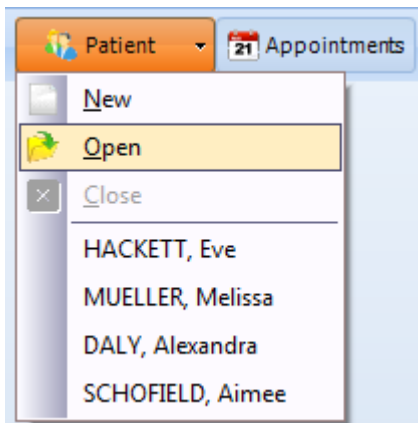 Patient 21 Appointments
New
Open
Close
HACKETT, Eve
MUELLER, Melissa
DALY, Alexandra
SCHOFIELD, Aimee